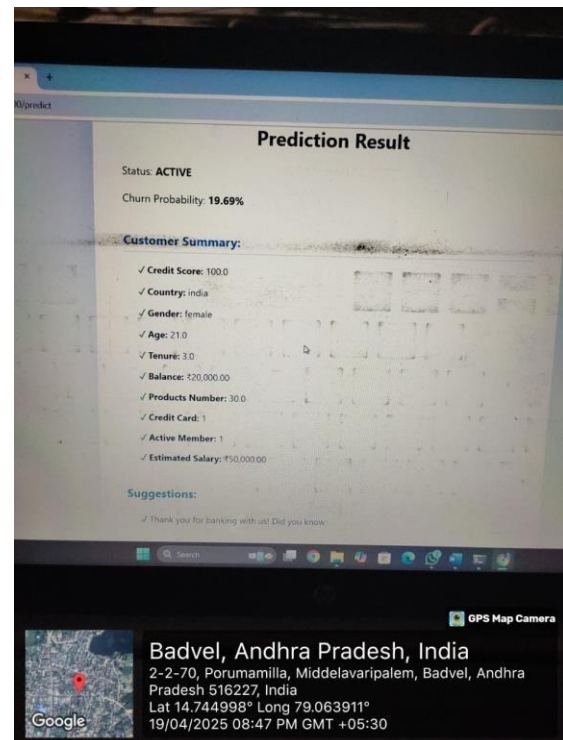 × +
00/predict
Prediction Result
Status: ACTIVE
Churn Probability: 19.69%
Customer Summary:
✓ Credit Score: 100.0
✓ Country: india
✓ Gender: female
✓ Age: 21.0
✓ Tenure: 3.0
✓ Balance: ₹20,000.00
✓ Products Number: 30.0
✓ Credit Card: 1
✓ Active Member: 1
✓ Estimated Salary: ₹50,000.00
Suggestions:
✓ Thank you for banking with us! Did you know
Search
GPS Map Camera
Badvel, Andhra Pradesh, India
2-2-70, Porumamilla, Middelavaripalem, Badvel, Andhra
Pradesh 516227, India
Lat 14.744998° Long 79.063911°
19/04/2025 08:47 PM GMT +05:30
Google